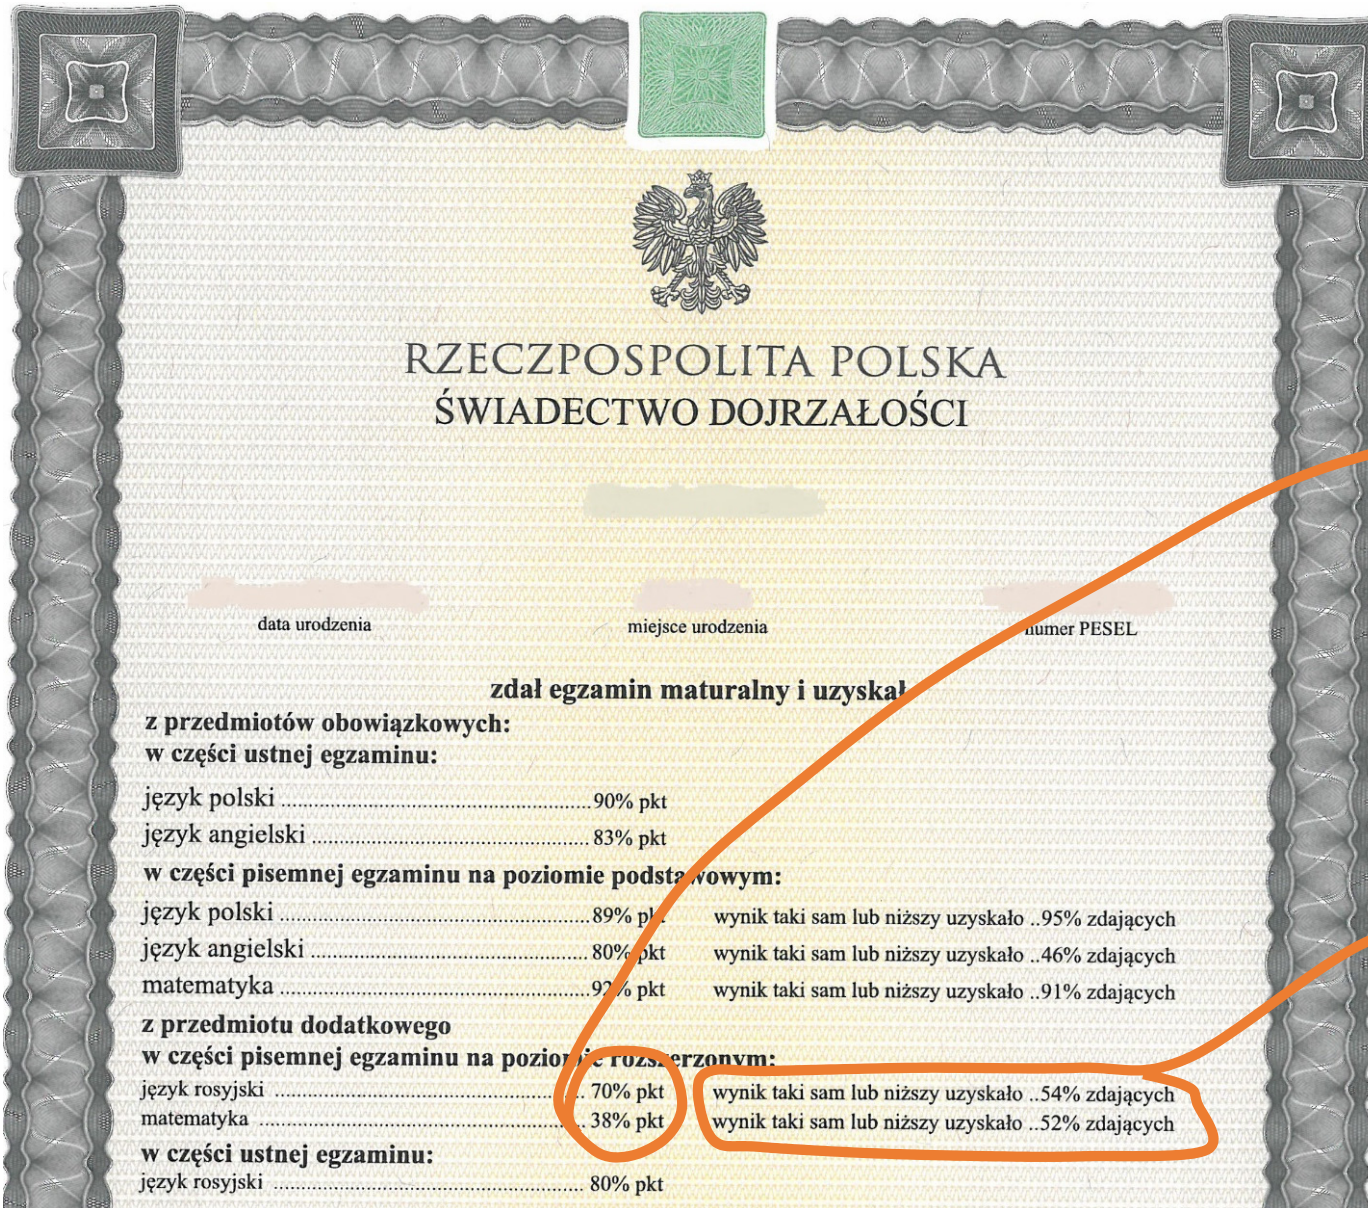 RZECZPOSPOLITA POLSKA
ŚWIADECTWO DOJRZAŁOŚCI
data urodzenia
miejsce urodzenia
numer PESEL
zdał egzamin maturalny i uzyskał
z przedmiotów obowiązkowych:
w części ustnej egzaminu:
język polski ........................................................ 90% pkt
język angielski .................................................. 83% pkt
w części pisemnej egzaminu na poziomie podstawowym:
język polski ........................................................ 89% pkt wynik taki sam lub niższy uzyskało ..95% zdających
język angielski .................................................. 80% pkt wynik taki sam lub niższy uzyskało ..46% zdających
matematyka ........................................................ 92% pkt wynik taki sam lub niższy uzyskało ..91% zdających
z przedmiotu dodatkowego
w części pisemnej egzaminu na poziomie rozszerzonym:
język rosyjski ........................................................ 70% pkt wynik taki sam lub niższy uzyskało ..54% zdających
matematyka ........................................................... 38% pkt wynik taki sam lub niższy uzyskało ..52% zdających
w części ustnej egzaminu:
język rosyjski ........................................................ 80% pkt